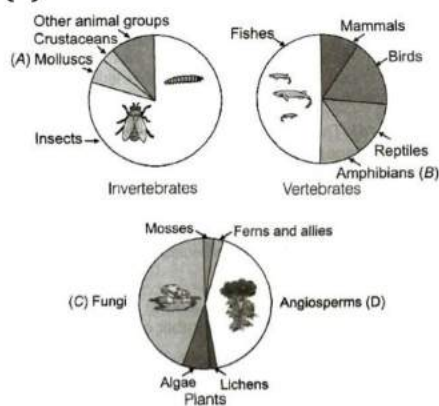 Other animal groups
Crustaceans
(A) Molluscs
Insects
Invertebrates
Fishes
Mammals
Birds
Reptiles
Amphibians (B)
Vertebrates
Mosses
Ferns and allies
(C) Fungi
Angiosperms (D)
Algae
Lichens
Plants